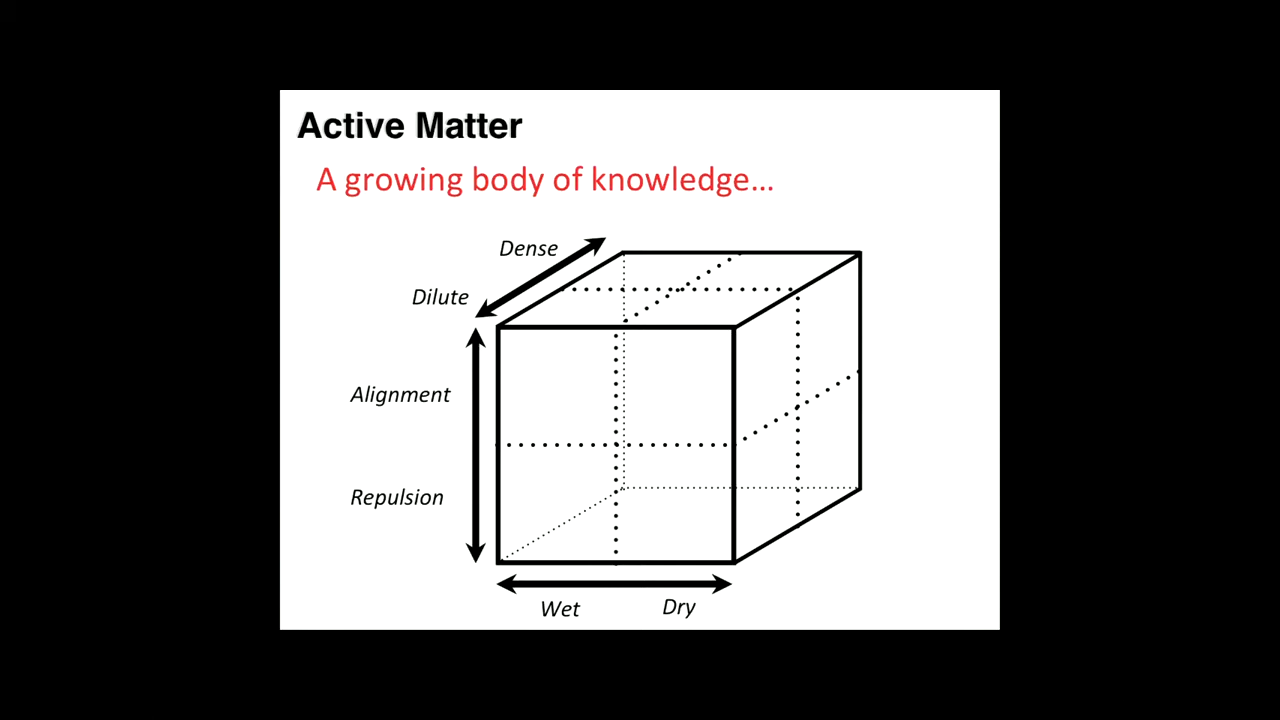 Active Matter
A growing body of knowledge...
Dense
Dilute
Alignment
Repulsion
Wet
Dry